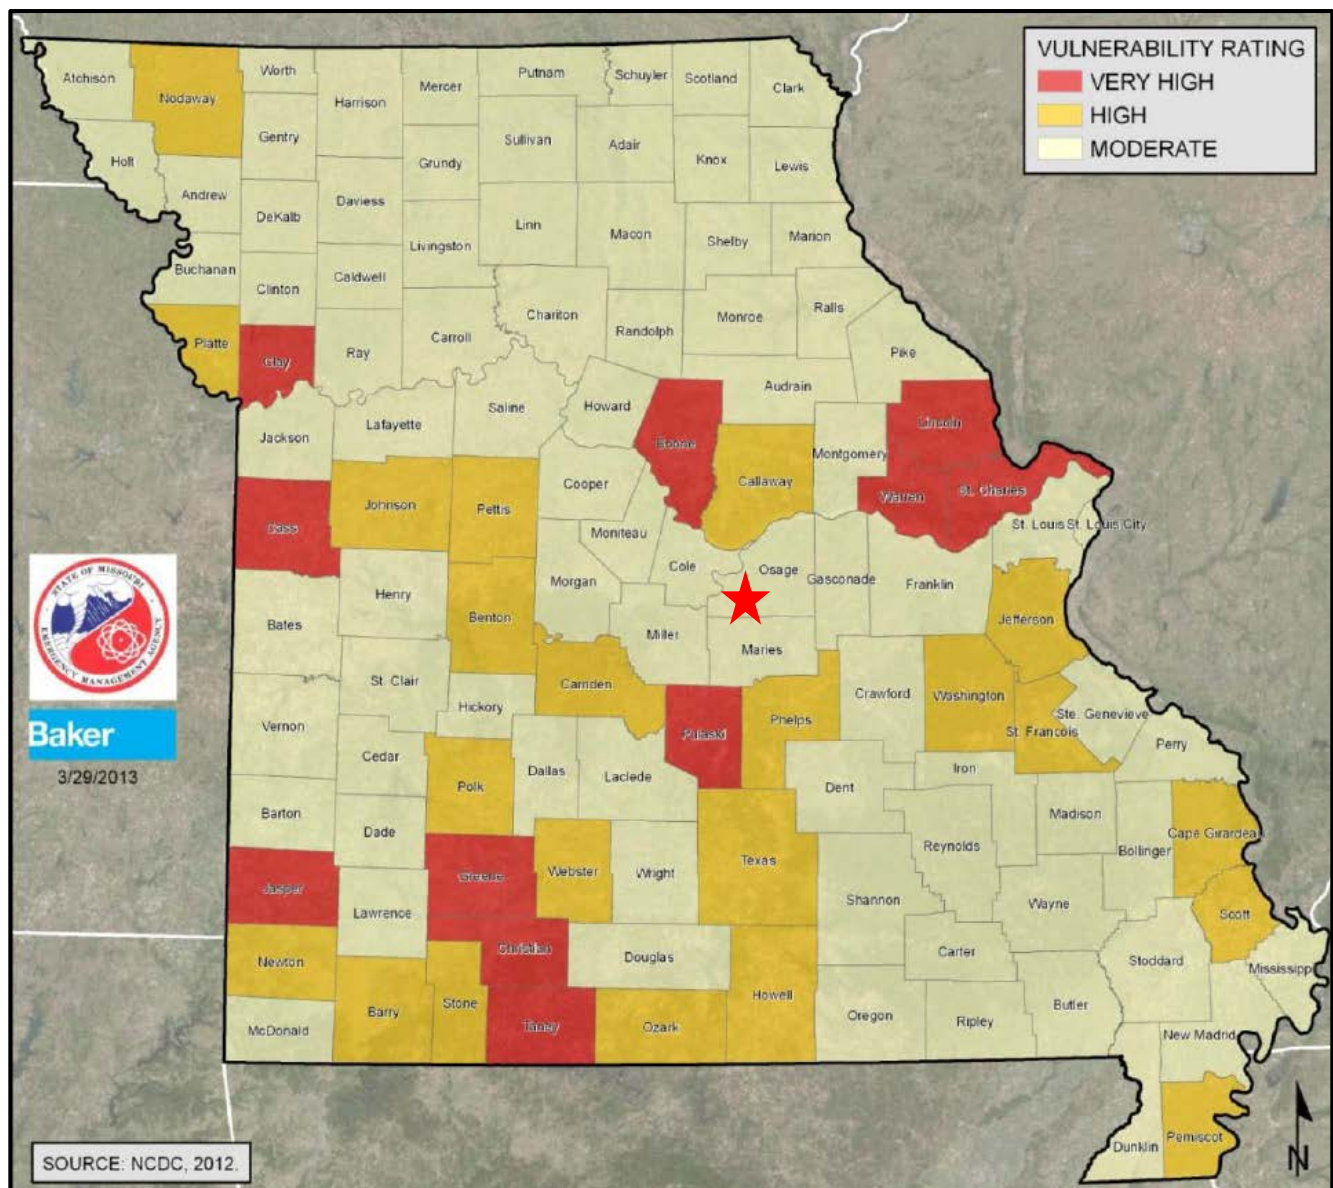 VULNERABILITY RATING
VERY HIGH
HIGH
MODERATE
Atchison
Nodaway
Worth
Harrison
Mercer
Putnam
Schuyler
Scotland
Clark
Gentry
Sullivan
Adair
Knox
Lewis
Holt
Andrew
DeKalb
Daviess
Grundy
Linn
Macon
Shelby
Marion
Livingston
Buchanan
Clinton
Caldwell
Chariton
Randolph
Monroe
Ralls
Platte
Clay
Ray
Carroll
Pike
Audrain
Saline
Howard
Jackson
Lafayette
Boone
Lincoln
Montgomery
Callaway
Cooper
Warren
St. Charles
Cass
Johnson
Pettis
Moniteau
St. Louis
St. Louis City
Cole
Osage
Gasconade
Franklin
Morgan
Henry
Benton
Bates
Miller
Maries
Jefferson
St. Clair
Camden
Crawford
Washington
Hickory
Vernon
Pulaski
Phelps
Ste. Genevieve
St. Francois
Perry
Cedar
Dallas
Laclede
Iron
Polk
Dent
Barton
Madison
Dade
Cape Girardea
Reynolds
Bollinger
Texas
Jasper
Greene
Webster
Wright
Shannon
Wayne
Lawrence
Scott
Christian
Douglas
Carter
Stoddard
Mississippi
Newton
Stone
Howell
Barry
McDonald
Taney
Ozark
Oregon
Ripley
Butler
New Madrid
Dunklin
Pemiscot
STATE OF MISSOURI
EMERGENCY MANAGEMENT AGENCY
Baker
3/29/2013
SOURCE: NCDC, 2012.
N